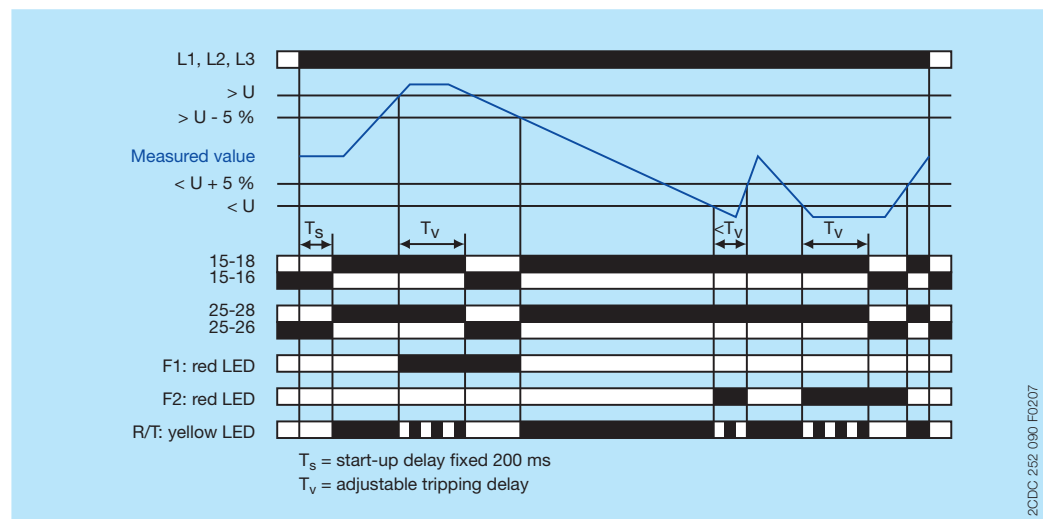 L1, L2, L3
> U
> U - 5 %
Measured value
< U + 5 %
< U
Ts Tv <Tv Tv
15-18
15-16
25-28
25-26
F1: red LED
F2: red LED
R/T: yellow LED
Ts = start-up delay fixed 200 ms
Tv = adjustable tripping delay
2CDC 252 090 F0207